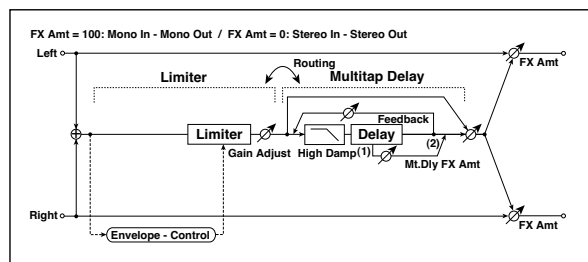 FX Amt = 100: Mono In - Mono Out / FX Amt = 0: Stereo In - Stereo Out
Left
FX Amt
Routing
Limiter
Multitap Delay
Feedback
Limiter
Delay
Gain Adjust
High Damp
(1)
(2)
Mt.Dly FX Amt
Right
FX Amt
Envelope - Control